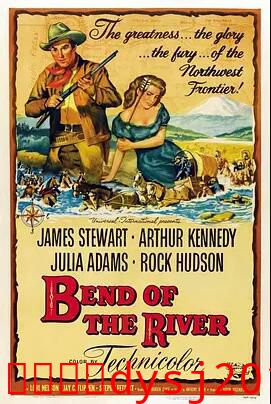 The greatness...the glory
...the fury...of the
Northwest
Frontier!
Universal-International presents
JAMES STEWART · ARTHUR KENNEDY
JULIA ADAMS · ROCK HUDSON
BEND OF
THE RIVER
COLOR BY Technicolor
dysj_20